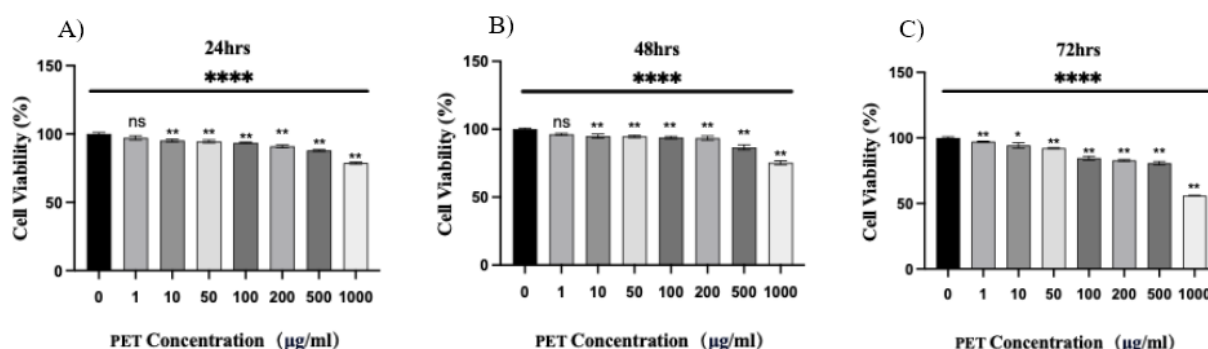 A)
24hrs
****
150
100
50
0
Cell Viability (%)
ns ** ** ** ** ** **
0 1 10 50 100 200 500 1000
PET Concentration（µg/ml）
B)
48hrs
****
150
100
50
0
Cell Viability (%)
ns ** ** ** ** ** **
0 1 10 50 100 200 500 1000
PET Concentration（µg/ml）
C)
72hrs
****
150
100
50
0
Cell Viability (%)
** * ** ** ** ** **
0 1 10 50 100 200 500 1000
PET Concentration（µg/ml）